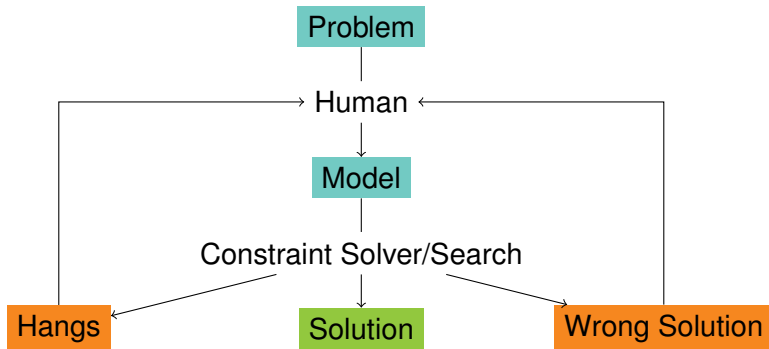 Problem
Human
Model
Constraint Solver/Search
Hangs
Solution
Wrong Solution